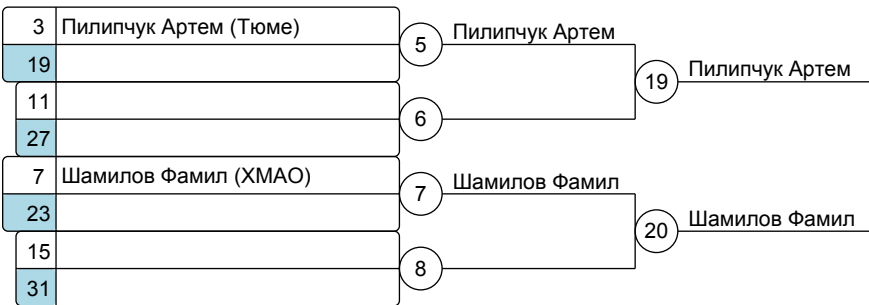 3 Пилипчук Артем (Тюме)
19
11
27
7 Шамилов Фамил (ХМАО)
23
15
31
5 Пилипчук Артем
6
7 Шамилов Фамил
8
19 Пилипчук Артем
20 Шамилов Фамил